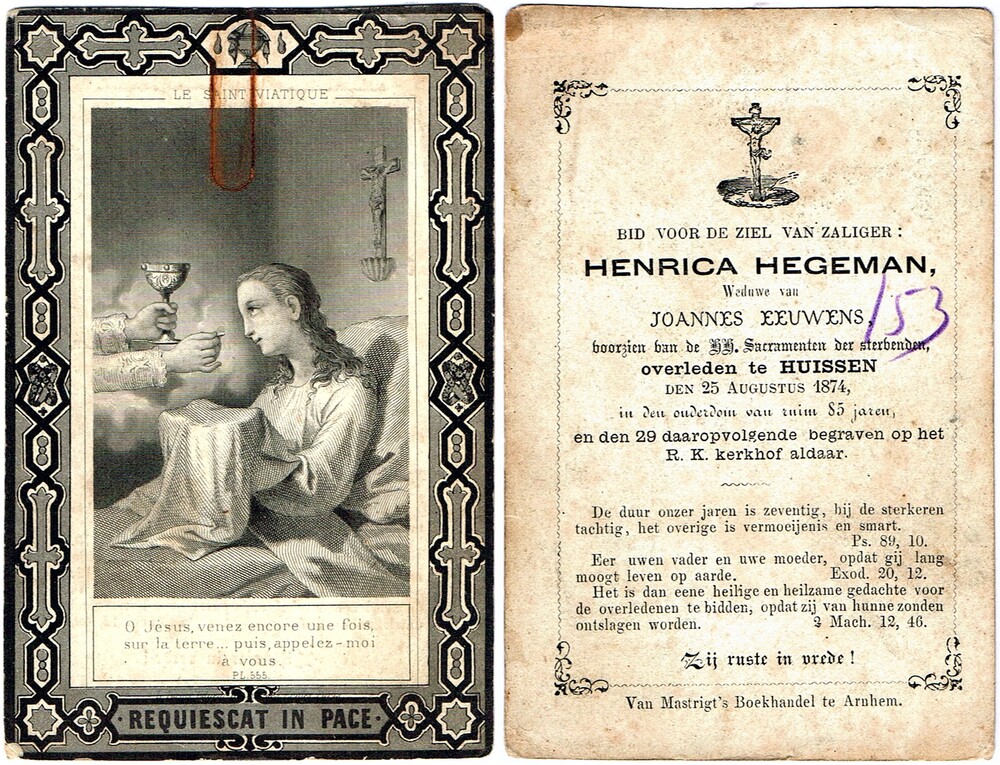 LE SAINT VIATIQUE
O Jésus, venez encore une fois,
sur la terre... puis, appelez-moi
à vous.
PL. 555.
REQUIESCAT IN PACE
BID VOOR DE ZIEL VAN ZALIGER:
HENRICA HEGEMAN,
Weduwe van
JOANNES EEUWENS,
153
voorzien van de HH. Sacramenten der stervenden,
overleden te HUISSEN
DEN 25 AUGUSTUS 1874,
in den ouderdom van ruim 85 jaren,
en den 29 daaropvolgende begraven op het
R. K. kerkhof aldaar.
De duur onzer jaren is zeventig, bij de sterkeren
tachtig, het overige is vermoeijenis en smart.
Ps. 89, 10.
Eer uwen vader en uwe moeder, opdat gij lang
moogt leven op aarde. Exod. 20, 12.
Het is dan eene heilige en heilzame gedachte voor
de overledenen te bidden, opdat zij van hunne zonden
ontslagen worden. 2 Mach. 12, 46.
Zij ruste in vrede!
Van Mastrigt's Boekhandel te Arnhem.